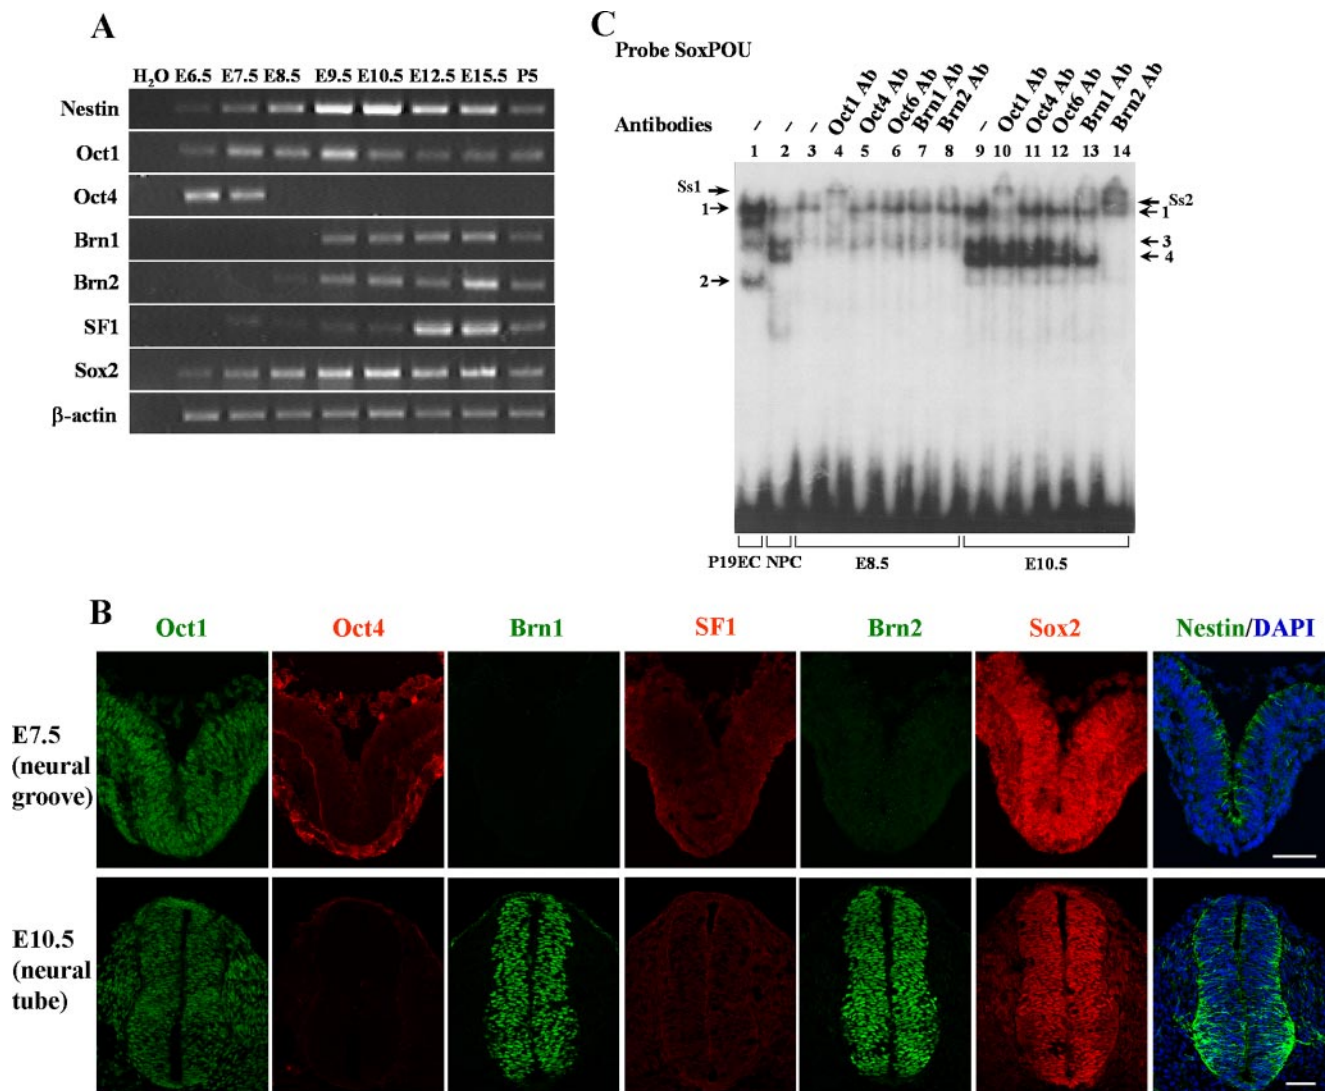 A
H₂O E6.5 E7.5 E8.5 E9.5 E10.5 E12.5 E15.5 P5
Nestin
Oct1
Oct4
Brn1
Brn2
SF1
Sox2
β-actin
C
Probe SoxPOU
Antibodies – – – Oct1 Ab Oct4 Ab Oct6 Ab Brn1 Ab Brn2 Ab – Oct1 Ab Oct4 Ab Oct6 Ab Brn1 Ab Brn2 Ab
1 2 3 4 5 6 7 8 9 10 11 12 13 14
Ss1
1
2
Ss2
1
3
4
P19EC NPC E8.5 E10.5
B
Oct1 Oct4 Brn1 SF1 Brn2 Sox2 Nestin/DAPI
E7.5
(neural
groove)
E10.5
(neural
tube)